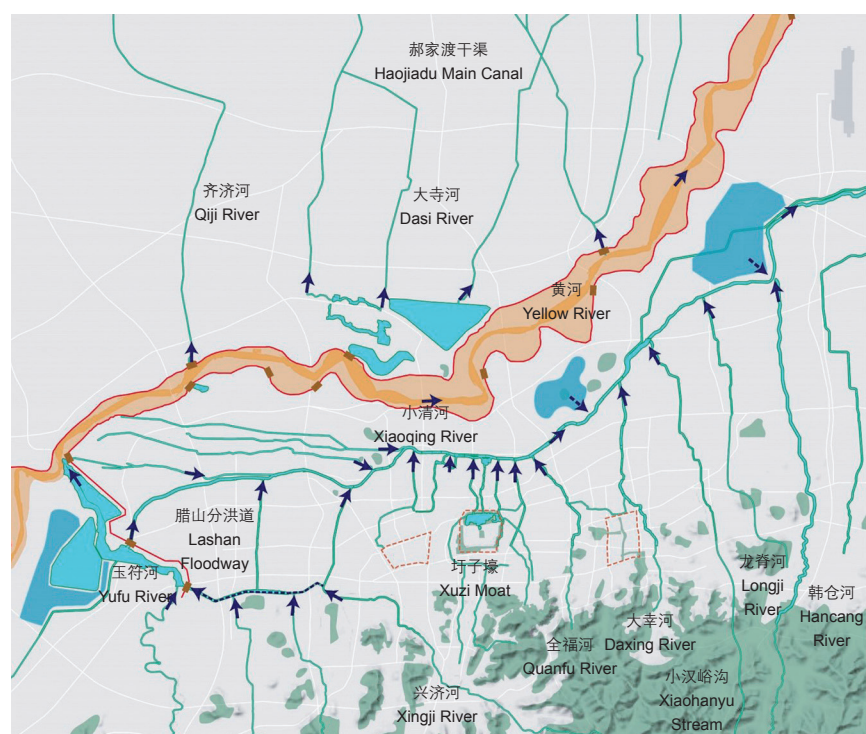 郝家渡干渠
Haojiadu Main Canal
齐济河
Qiji River
大寺河
Dasi River
黄河
Yellow River
小清河
Xiaoqing River
腊山分洪道
Lashan
Floodway
玉符河
Yufu River
圩子壕
Xuzi Moat
龙脊河
Longji
River
韩仓河
Hancang
River
大辛河
Daxing River
全福河
Quanfu River
小汉峪沟
Xiaohanyu
Stream
兴济河
Xingji River